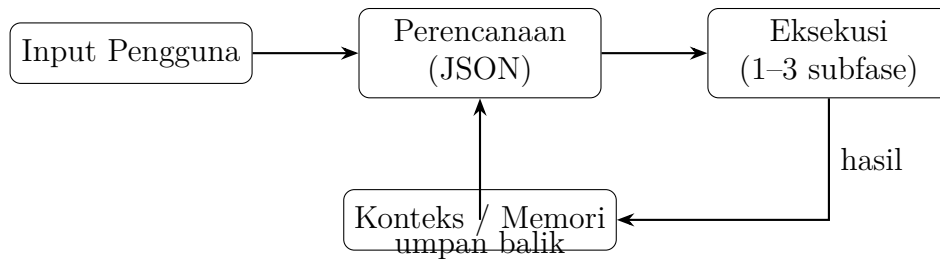 Input Pengguna
Perencanaan
(JSON)
Eksekusi
(1–3 subfase)
hasil
Konteks / Memori
umpan balik